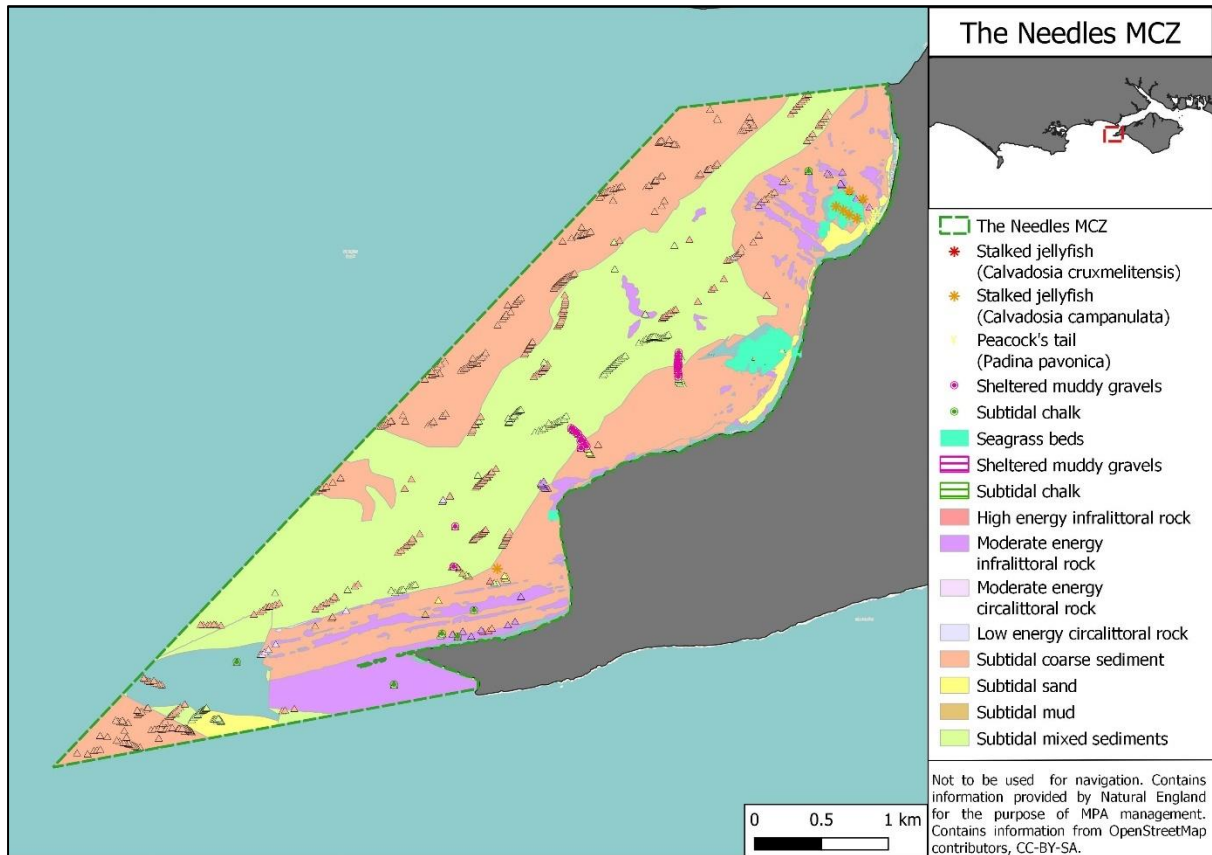 The Needles MCZ
The Needles MCZ
Stalked jellyfish
(Calvadosia cruxmelitensis)
Stalked jellyfish
(Calvadosia campanulata)
Peacock's tail
(Padina pavonica)
Sheltered muddy gravels
Subtidal chalk
Seagrass beds
Sheltered muddy gravels
Subtidal chalk
High energy infralittoral rock
Moderate energy
infralittoral rock
Moderate energy
circalittoral rock
Low energy circalittoral rock
Subtidal coarse sediment
Subtidal sand
Subtidal mud
Subtidal mixed sediments
Not to be used for navigation. Contains
information provided by Natural England
for the purpose of MPA management.
Contains information from OpenStreetMap
contributors, CC-BY-SA.
0 0.5 1 km